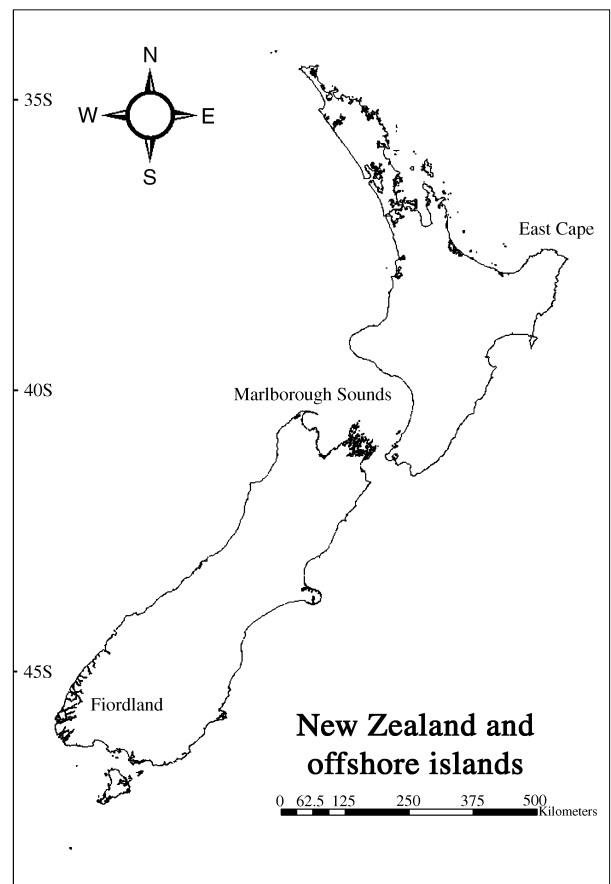 N
35S
W E
S
East Cape
40S
Marlborough Sounds
45S
Fiordland
New Zealand and
offshore islands
0 62.5 125 250 375 500
Kilometers